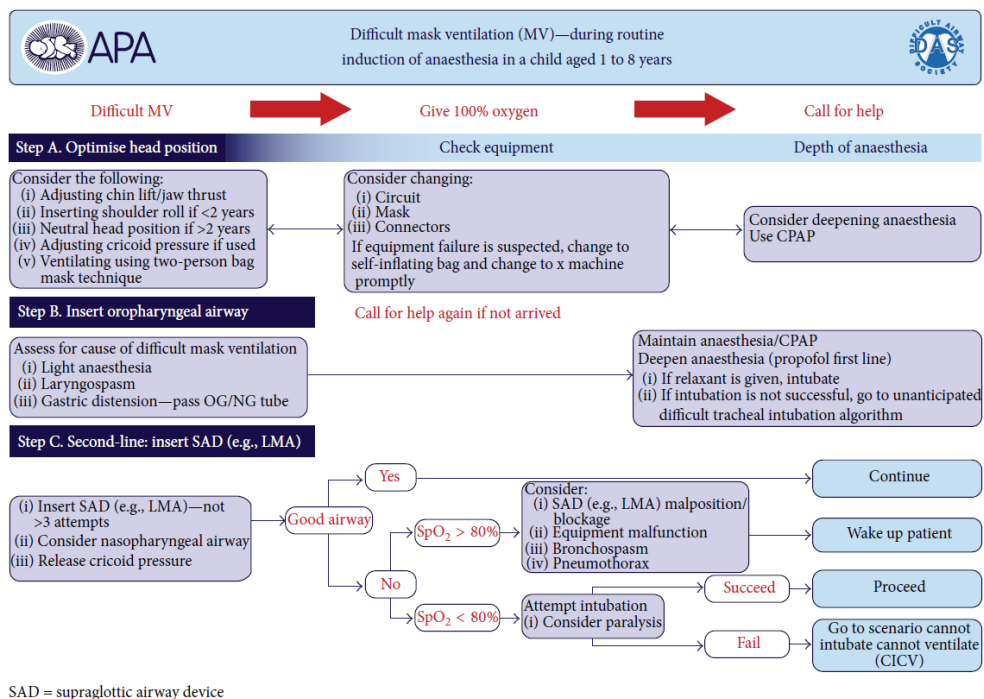 APA
Difficult mask ventilation (MV)—during routine
induction of anaesthesia in a child aged 1 to 8 years
DIFFICULT AIRWAY SOCIETY
DAS
Difficult MV
Give 100% oxygen
Call for help
Step A. Optimise head position
Check equipment
Depth of anaesthesia
Consider the following:
(i) Adjusting chin lift/jaw thrust
(ii) Inserting shoulder roll if <2 years
(iii) Neutral head position if >2 years
(iv) Adjusting cricoid pressure if used
(v) Ventilating using two-person bag
mask technique
Consider changing:
(i) Circuit
(ii) Mask
(iii) Connectors
If equipment failure is suspected, change to
self-inflating bag and change to x machine
promptly
Consider deepening anaesthesia
Use CPAP
Step B. Insert oropharyngeal airway
Call for help again if not arrived
Assess for cause of difficult mask ventilation
(i) Light anaesthesia
(ii) Laryngospasm
(iii) Gastric distension—pass OG/NG tube
Maintain anaesthesia/CPAP
Deepen anaesthesia (propofol first line)
(i) If relaxant is given, intubate
(ii) If intubation is not successful, go to unanticipated
difficult tracheal intubation algorithm
Step C. Second-line: insert SAD (e.g., LMA)
(i) Insert SAD (e.g., LMA)—not
>3 attempts
(ii) Consider nasopharyngeal airway
(iii) Release cricoid pressure
Good airway
Yes
Continue
No
SpO₂ > 80%
Consider:
(i) SAD (e.g., LMA) malposition/
blockage
(ii) Equipment malfunction
(iii) Bronchospasm
(iv) Pneumothorax
Wake up patient
SpO₂ < 80%
Attempt intubation
(i) Consider paralysis
Succeed
Proceed
Fail
Go to scenario cannot
intubate cannot ventilate
(CICV)
SAD = supraglottic airway device